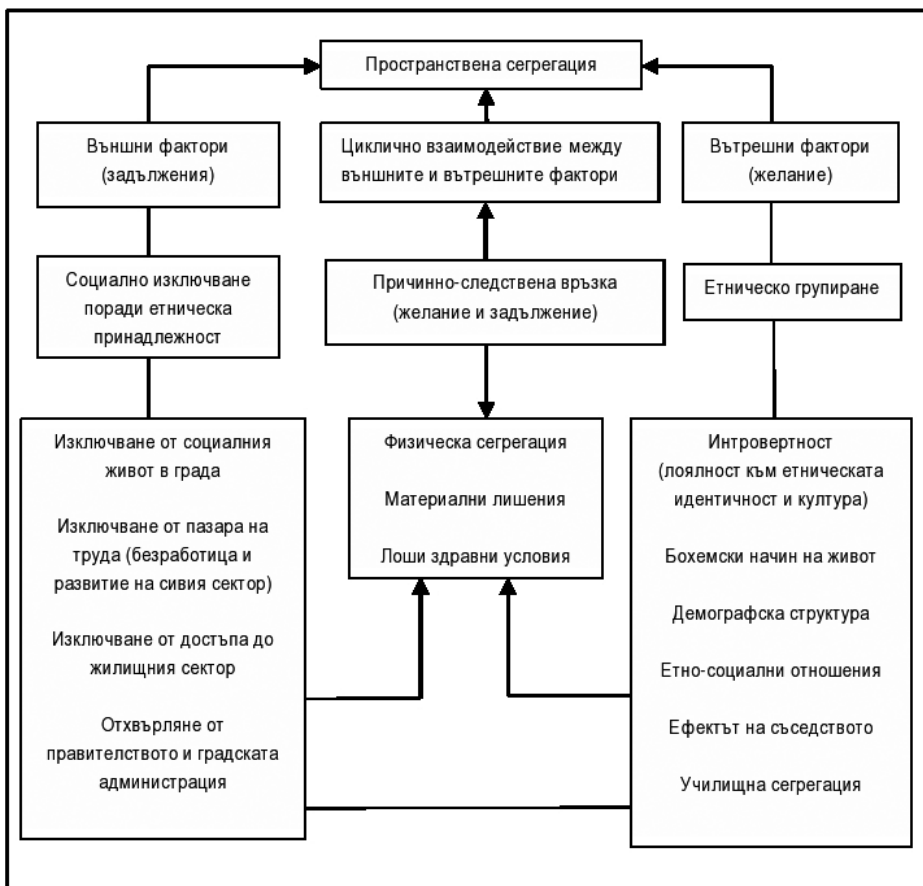 Пространствена сегрегация
Външни фактори
(задължения)
Циклично взаимодействие между
външните и вътрешните фактори
Вътрешни фактори
(желание)
Социално изключване
поради етническа
принадлежност
Причинно-следствена връзка
(желание и задължение)
Етническо групиране
Изключване от социалния
живот в града
Изключване от пазара на
труда (безработица и
развитие на сивия сектор)
Изключване от достъпа до
жилищния сектор
Отхвърляне от
правителството и градската
администрация
Физическа сегрегация
Материални лишения
Лоши здравни условия
Интровертност
(лоялност към етническата
идентичност и култура)
Бохемски начин на живот
Демографска структура
Етно-социални отношения
Ефектът на съседството
Училищна сегрегация